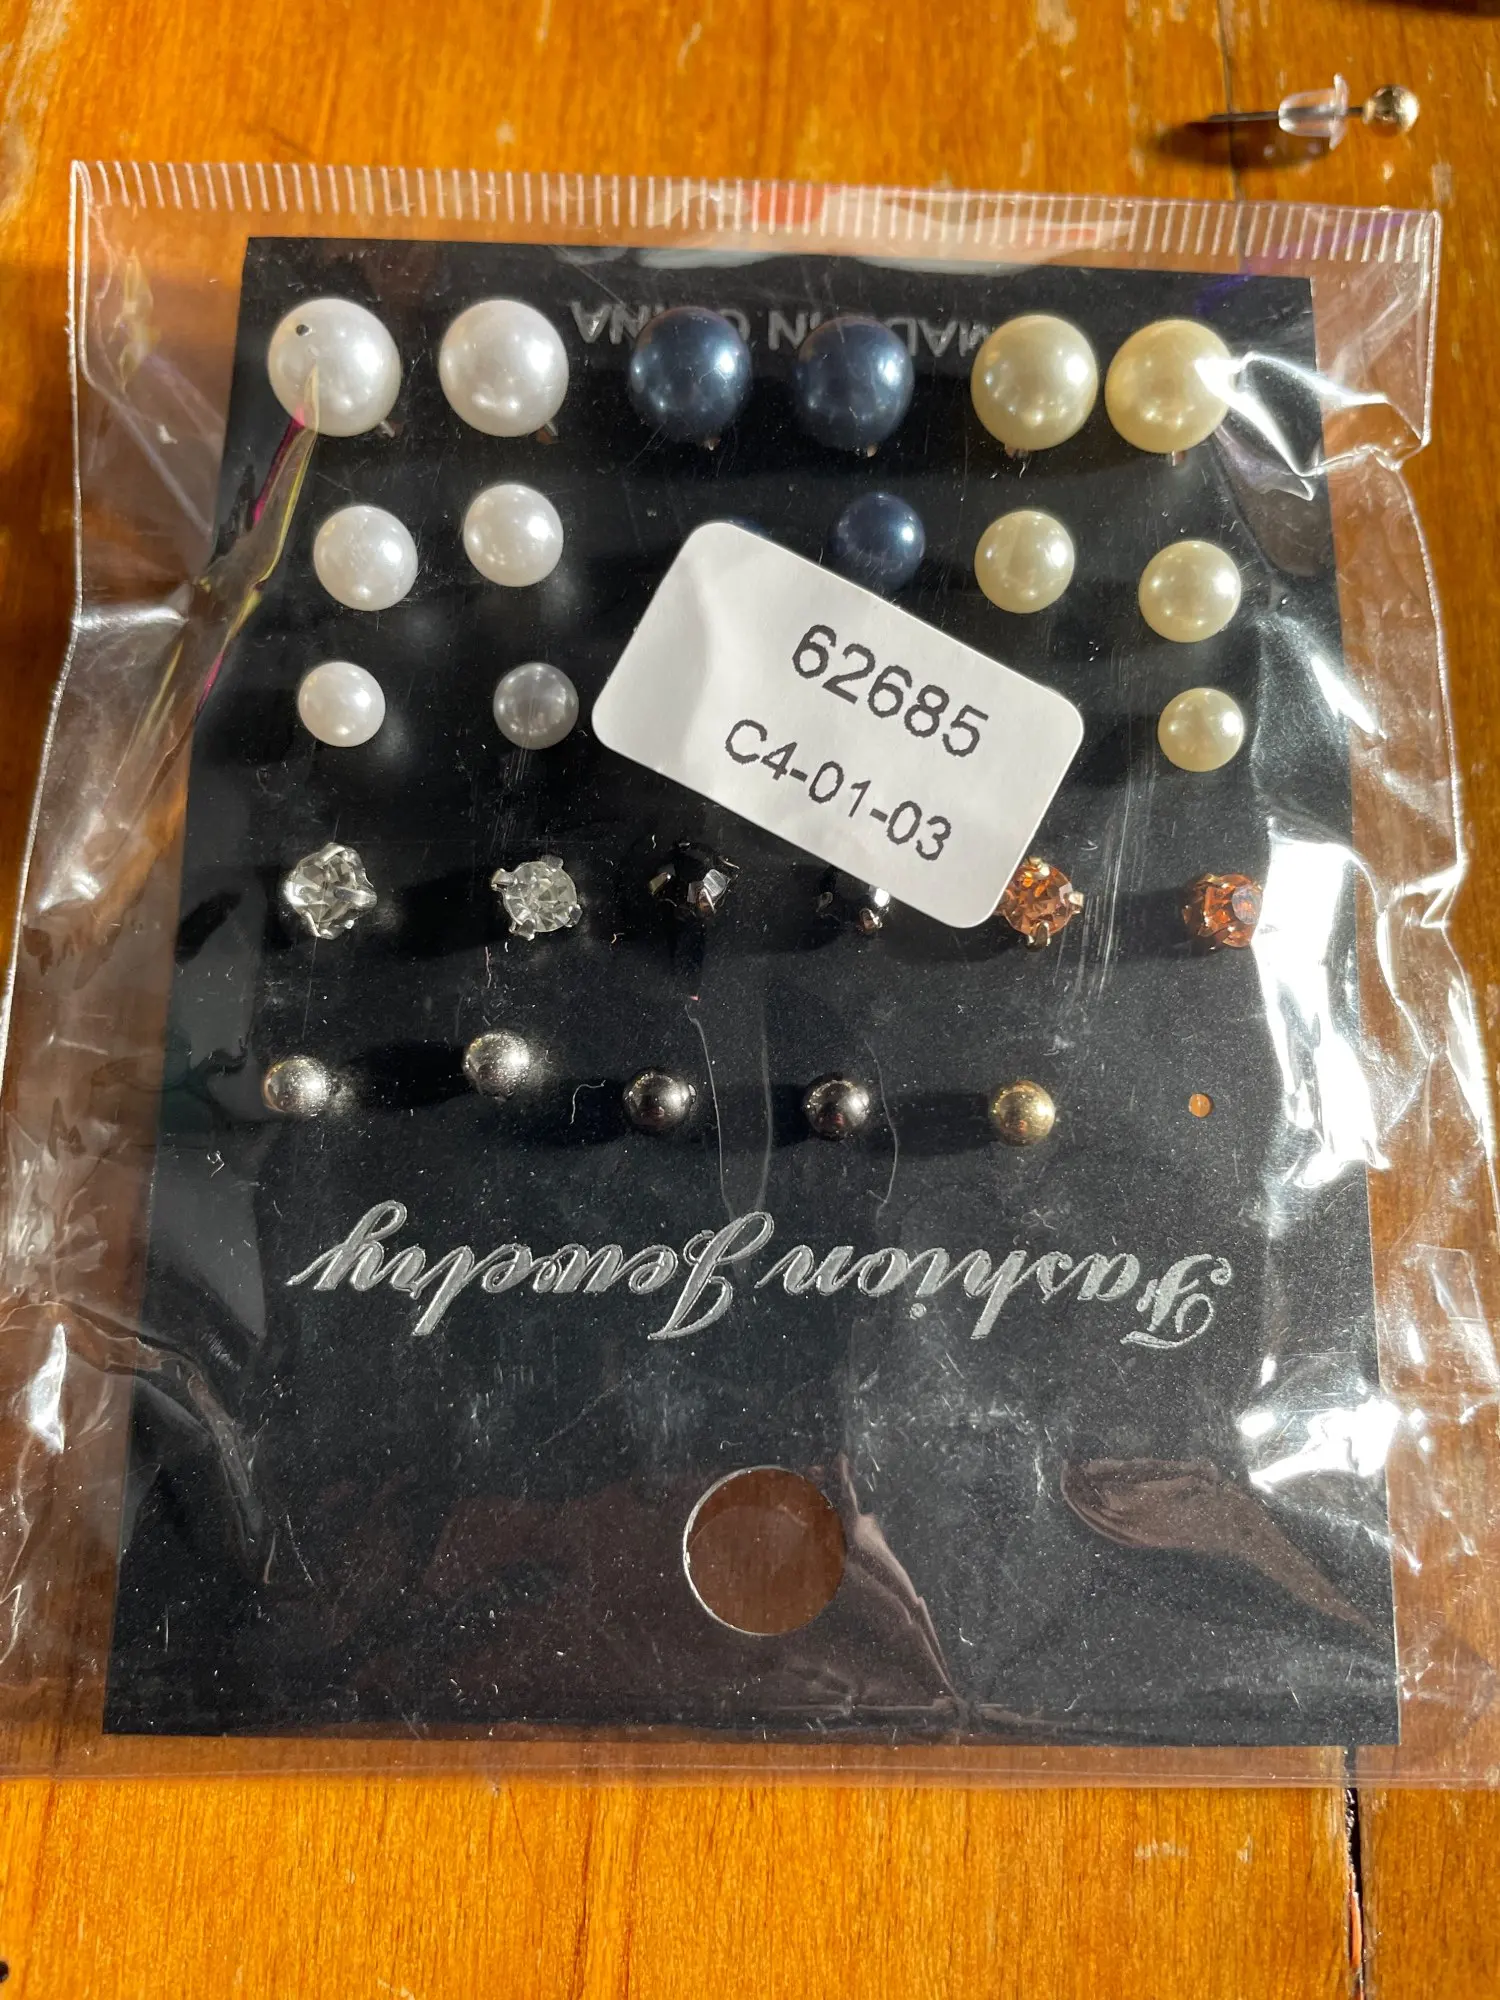 MADE IN CHINA
62685
C4-01-03
Fashion Jewelry